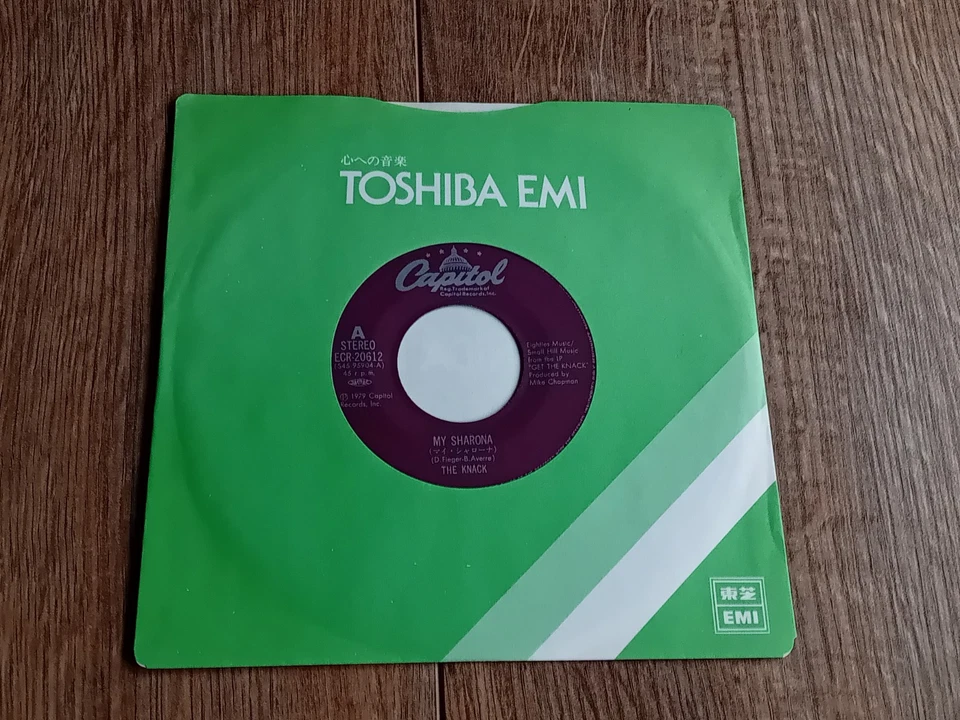 心への音楽
TOSHIBA EMI
Capitol
Reg. Trademark of
Capitol Records, Inc.
A
STEREO
ECR-20612
(S45 96904-A)
45 r.p.m.
Ⓟ 1979 Capitol
Records, Inc.
Eighties Music/
Small Hill Music
from the LP
"GET THE KNACK"
Produced by
Mike Chapman
MY SHARONA
(マイ・シャローナ)
(D.Fieger-B.Averre)
THE KNACK
東芝
EMI